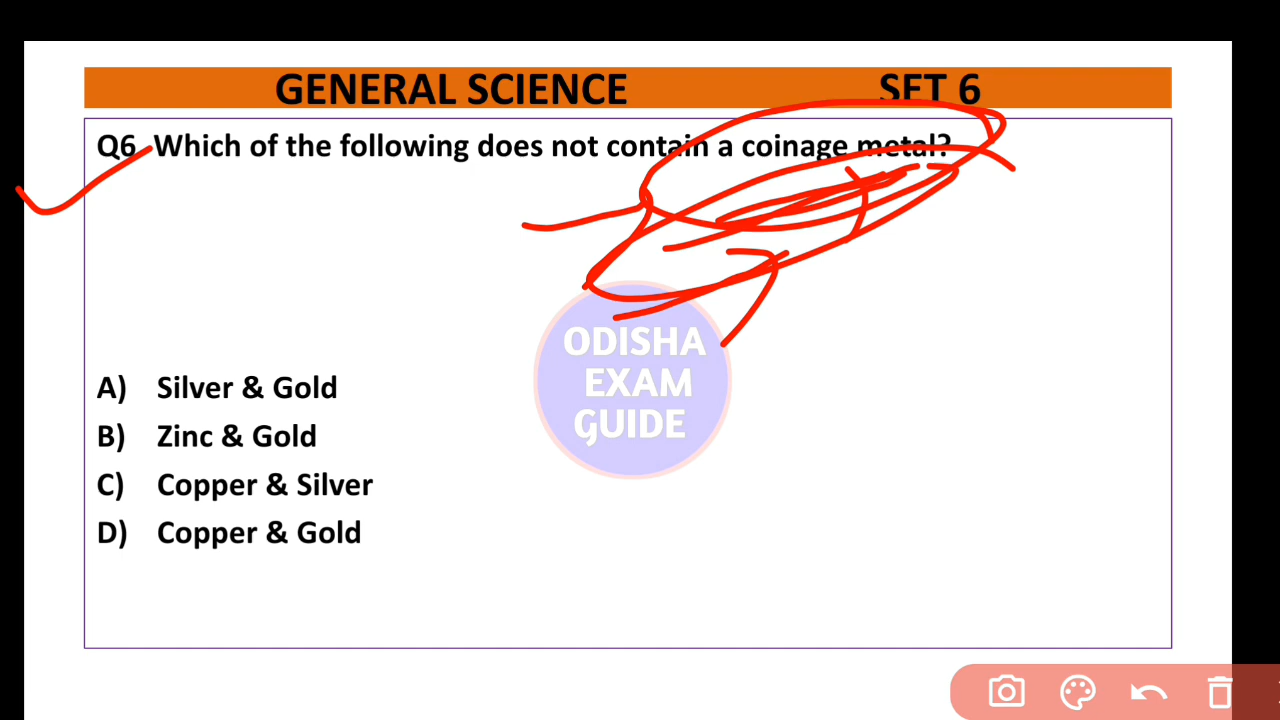 GENERAL SCIENCE SET 6
Q6 Which of the following does not contain a coinage metal?
ODISHA
EXAM
GUIDE
A) Silver & Gold
B) Zinc & Gold
C) Copper & Silver
D) Copper & Gold